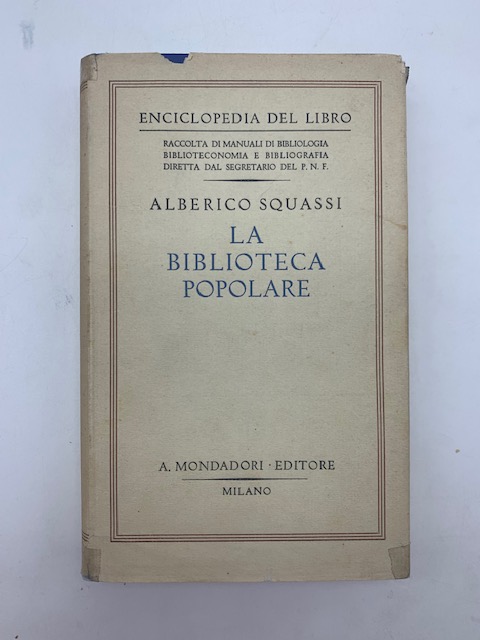 ENCICLOPEDIA DEL LIBRO
RACCOLTA DI MANUALI DI BIBLIOLOGIA
BIBLIOTECONOMIA E BIBLIOGRAFIA
DIRETTA DAL SEGRETARIO DEL P. N. F.
ALBERICO SQUASSI
LA
BIBLIOTECA
POPOLARE
A. MONDADORI · EDITORE
MILANO